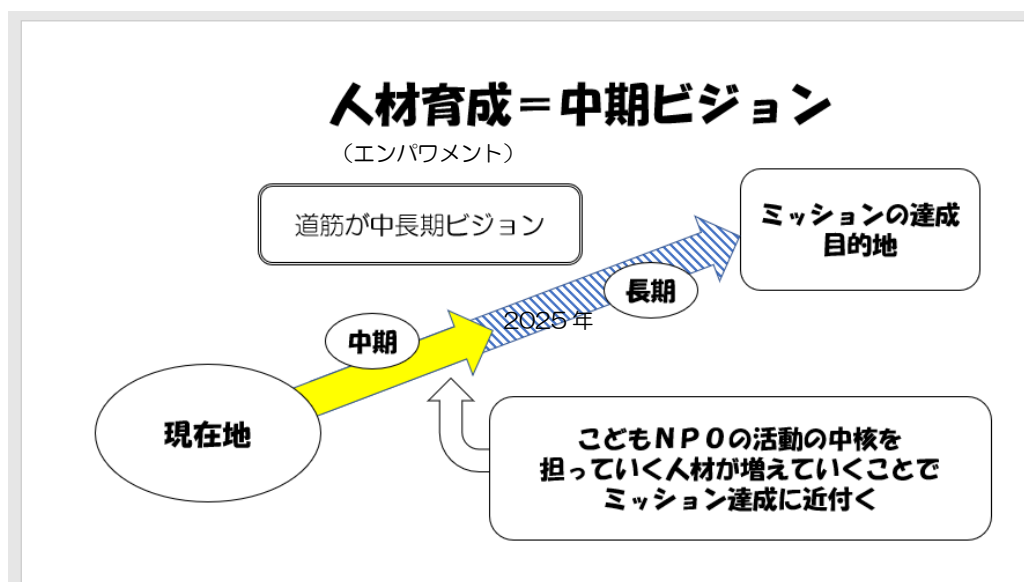 人材育成＝中期ビジョン
（エンパワメント）
道筋が中長期ビジョン
ミッションの達成
目的地
長期
2025年
中期
現在地
こどもＮＰＯの活動の中核を
担っていく人材が増えていくことで
ミッション達成に近付く